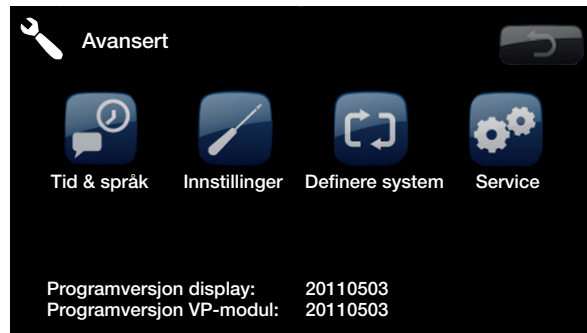 Avansert
Tid & språk Innstillinger Definere system Service
Programversjon display: 20110503
Programversjon VP-modul: 20110503